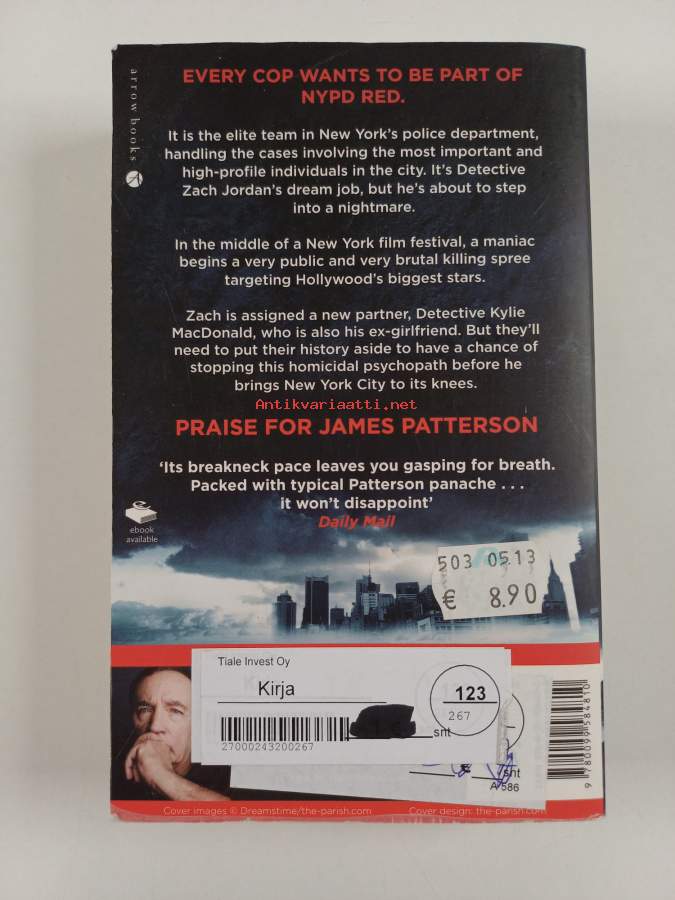 arrow books
EVERY COP WANTS TO BE PART OF
NYPD RED.
It is the elite team in New York's police department,
handling the cases involving the most important and
high-profile individuals in the city. It's Detective
Zach Jordan's dream job, but he's about to step
into a nightmare.
In the middle of a New York film festival, a maniac
begins a very public and very brutal killing spree
targeting Hollywood's biggest stars.
Zach is assigned a new partner, Detective Kylie
MacDonald, who is also his ex-girlfriend. But they'll
need to put their history aside to have a chance of
stopping this homicidal psychopath before he
brings New York City to its knees.
Antikvariaatti.net
PRAISE FOR JAMES PATTERSON
'Its breakneck pace leaves you gasping for breath.
Packed with typical Patterson panache . . .
it won't disappoint'
Daily Mail
ebook
available
503 05.13
€ 8.90
Tiale Invest Oy
Kirja
123
267
snt
27000243200267
snt
A 586
9 780099 584810
Cover images © Dreamstime/the-parish.com
Cover design: the-parish.com